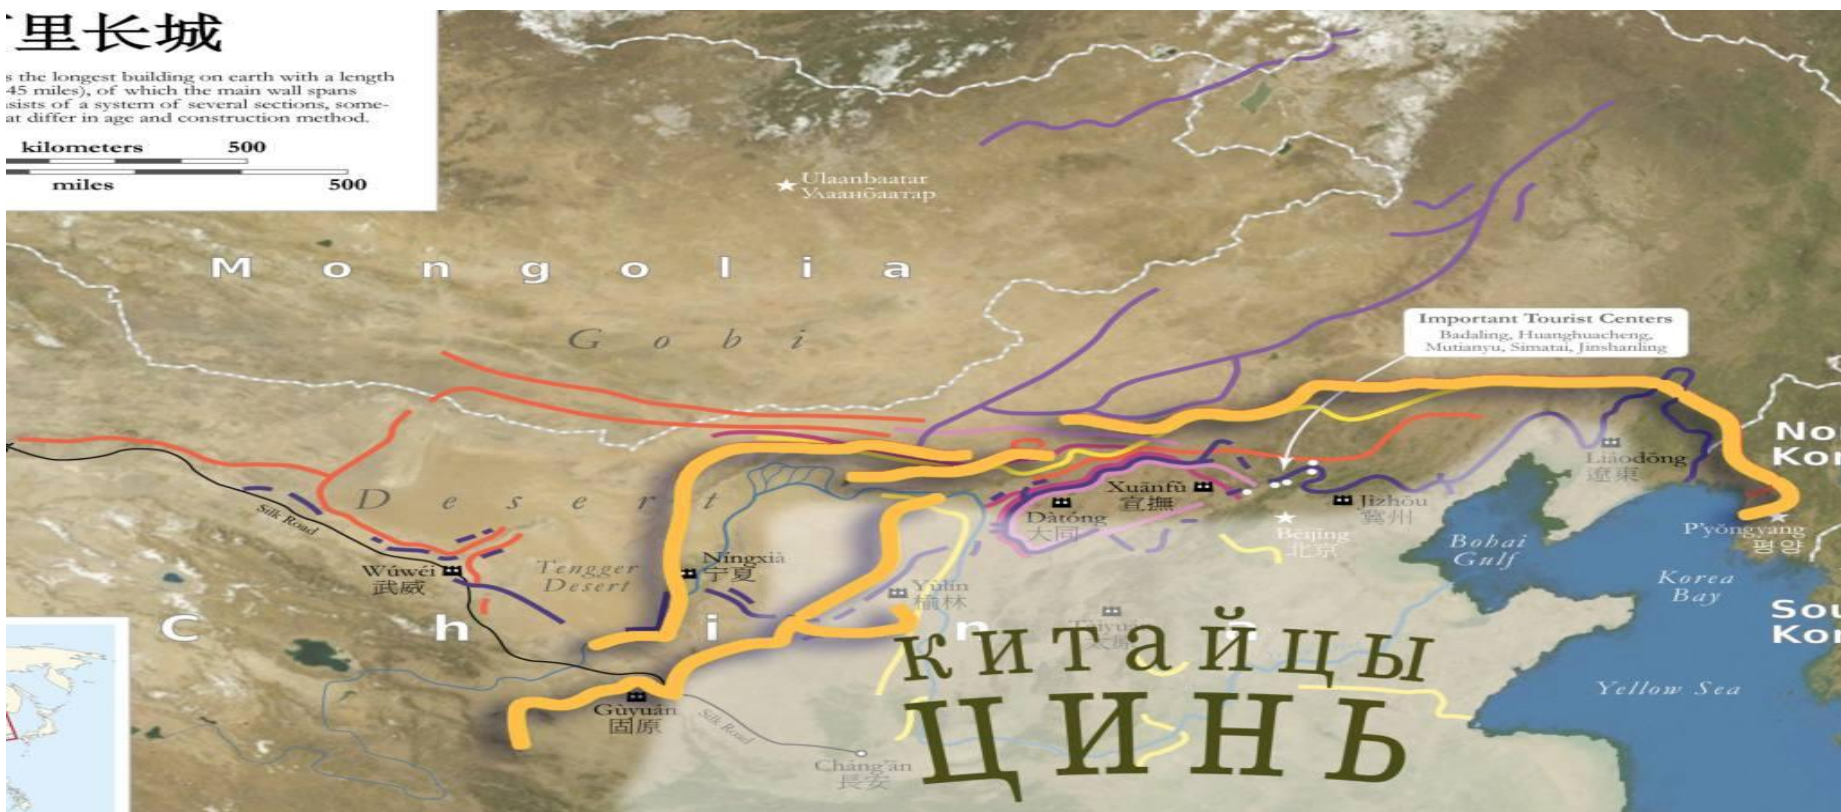 里长城
s the longest building on earth with a length
45 miles), of which the main wall spans
sists of a system of several sections, some-
at differ in age and construction method.
kilometers 500
miles 500
Ulaanbaatar
Улаанбаатар
Mongolia
Gobi
Desert
Important Tourist Centers
Badaling, Huanghuacheng,
Mutianyu, Simatai, Jinshanling
No
Kor
Liáodōng
遼東
Silk Road
Xuānfǔ
宣撫
Jìzhōu
冀州
Dàtóng
大同
Beijīng
北京
P'yŏngyang
평양
Bohai
Gulf
Níngxià
宁夏
Wúwéi
武威
Tengger
Desert
Yúlín
榆林
Korea
Bay
Sou
Kor
China
китайцы
цинь
Yellow Sea
Gùyuán
固原
Silk Road
Cháng'ān
長安